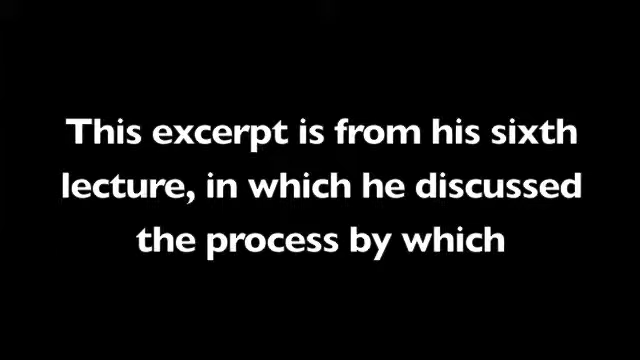 This excerpt is from his sixth
lecture, in which he discussed
the process by which